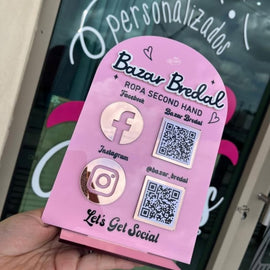 personalizados
Bazar Bredal
ROPA SECOND HAND
Facebook
Bazar Bredal
Instagram
@bazar_bredal
Let's Get Social